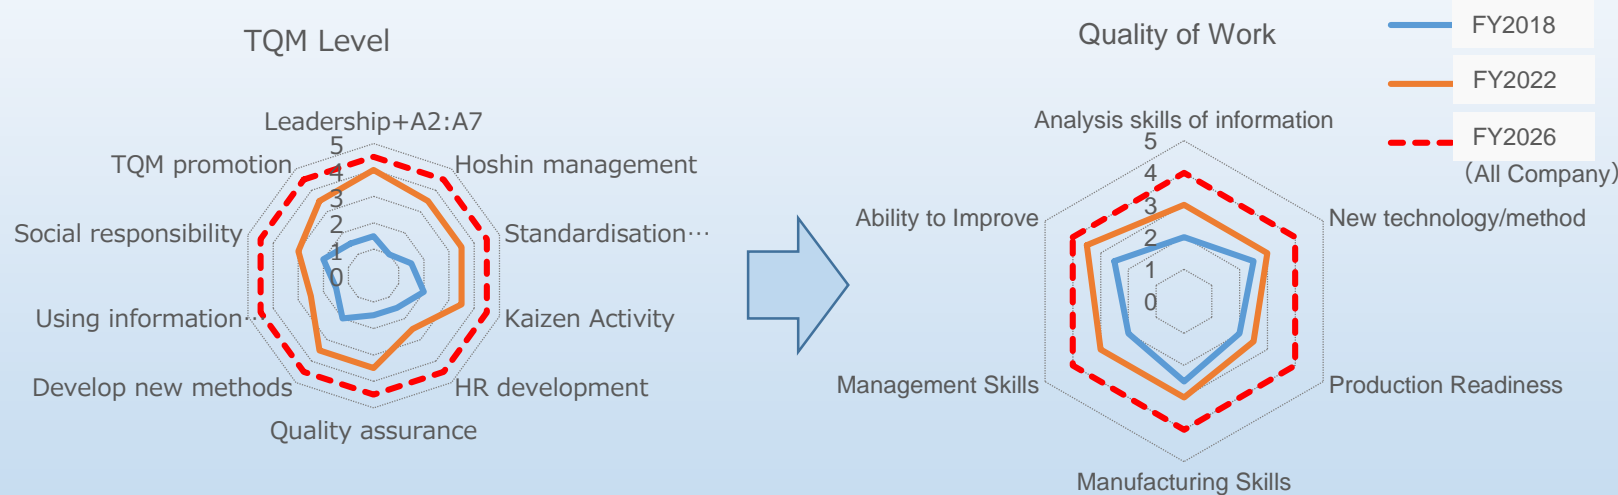 TQM Level
Leadership+A2:A7
Hoshin management
Standardisation…
Kaizen Activity
HR development
Quality assurance
Develop new methods
Using information…
Social responsibility
TQM promotion
5
4
3
2
1
0
Quality of Work
Analysis skills of information
New technology/method
Production Readiness
Manufacturing Skills
Management Skills
Ability to Improve
5
4
3
2
1
0
FY2018
FY2022
FY2026
（All Company）